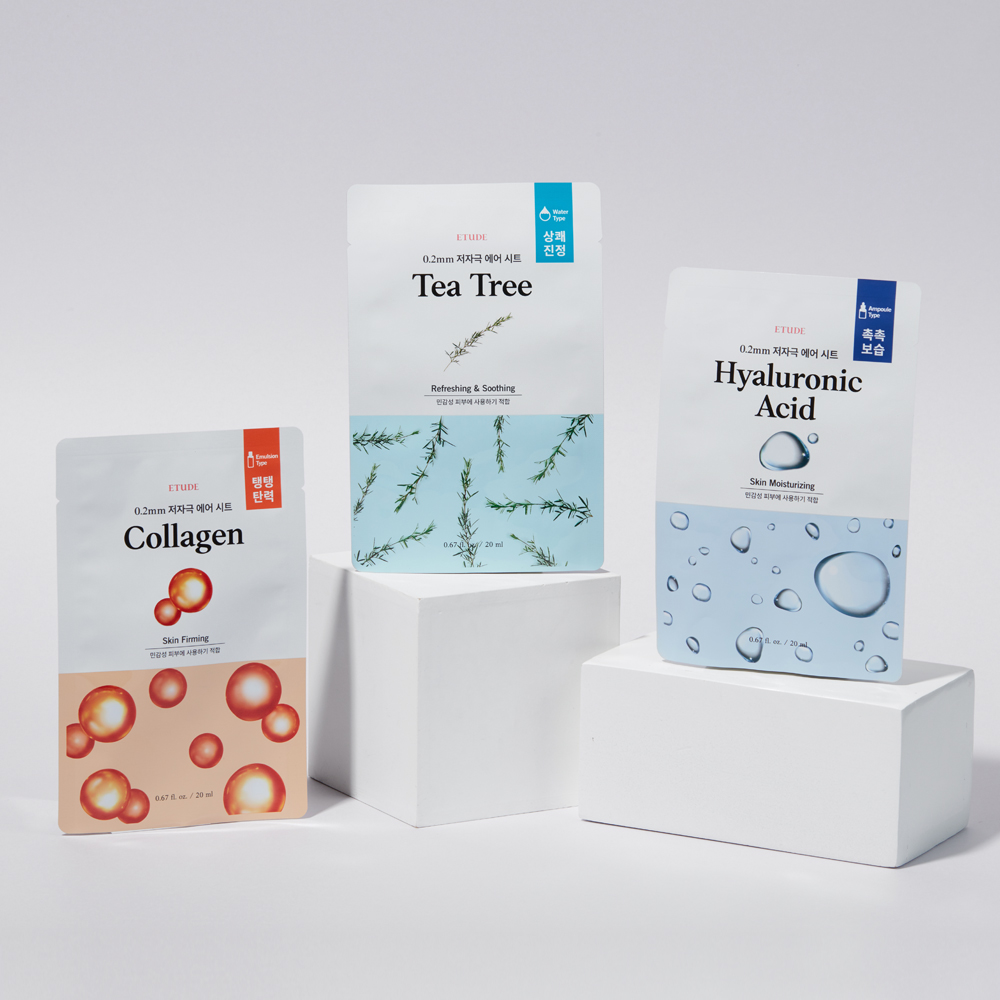 Water
Type
상쾌
진정
ETUDE
0.2mm 저자극 에어 시트
Tea Tree
Refreshing & Soothing
민감성 피부에 사용하기 적합
0.67 fl. oz. / 20 ml
Ampoule
Type
촉촉
보습
ETUDE
0.2mm 저자극 에어 시트
Hyaluronic
Acid
Skin Moisturizing
민감성 피부에 사용하기 적합
0.67 fl. oz. / 20 ml
Emulsion
Type
탱탱
탄력
ETUDE
0.2mm 저자극 에어 시트
Collagen
Skin Firming
민감성 피부에 사용하기 적합
0.67 fl. oz. / 20 ml